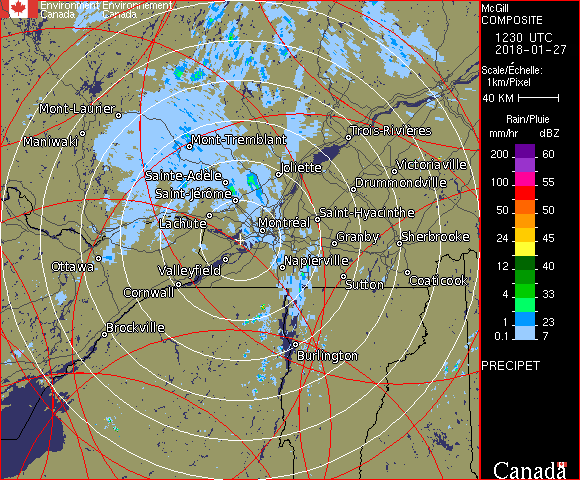 Environment Environnement
Canada Canada
McGill
COMPOSITE
1230 UTC
2018-01-27
Scale/Échelle:
1km/Pixel
40 KM
Rain/Pluie
mm/hr dBZ
200 60
100 55
50 50
24 45
12 40
4 33
1 23
0.1 7
PRECIPET
Canada
Mont-Laurier
Maniwaki
Mont-Tremblant
Trois-Rivières
Sainte-Adèle
Joliette
Victoriaville
Saint-Jérôme
Drummondville
Lachute
Montréal
Saint-Hyacinthe
Granby
Sherbrooke
Ottawa
Valleyfield
Napierville
Cornwall
Sutton
Coaticook
Brockville
Burlington